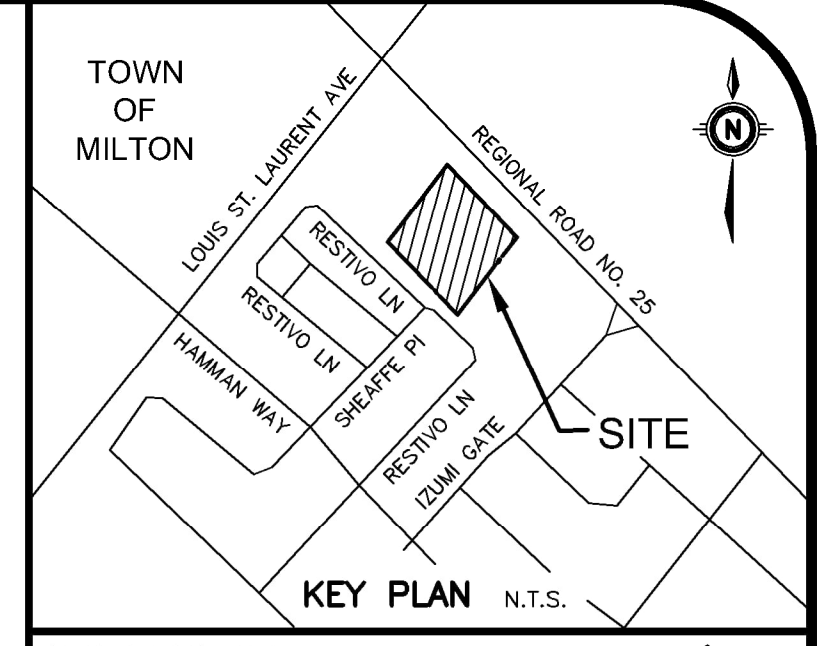 TOWN
OF
MILTON
LOUIS ST. LAURENT AVE
REGIONAL ROAD NO. 25
N
RESTIVO LN
RESTIVO LN
HAMMAN WAY
SHEAFFE Pl
RESTIVO LN
IZUMI GATE
SITE
KEY PLAN N.T.S.